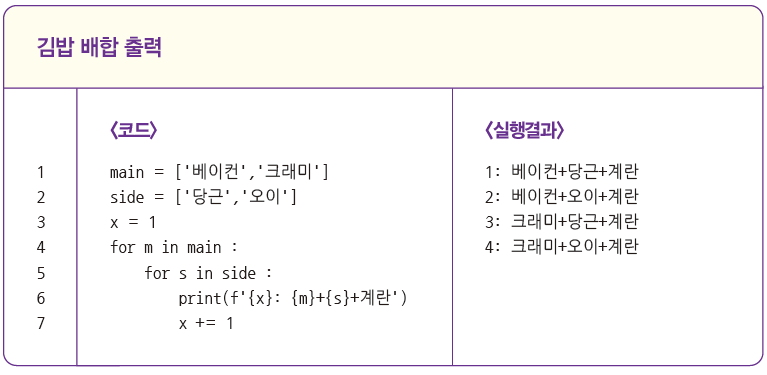 김밥 배합 출력
<코드>
1 main = ['베이컨','크래미']
2 side = ['당근','오이']
3 x = 1
4 for m in main :
5     for s in side :
6         print(f'{x}: {m}+{s}+계란')
7         x += 1
<실행결과>
1: 베이컨+당근+계란
2: 베이컨+오이+계란
3: 크래미+당근+계란
4: 크래미+오이+계란